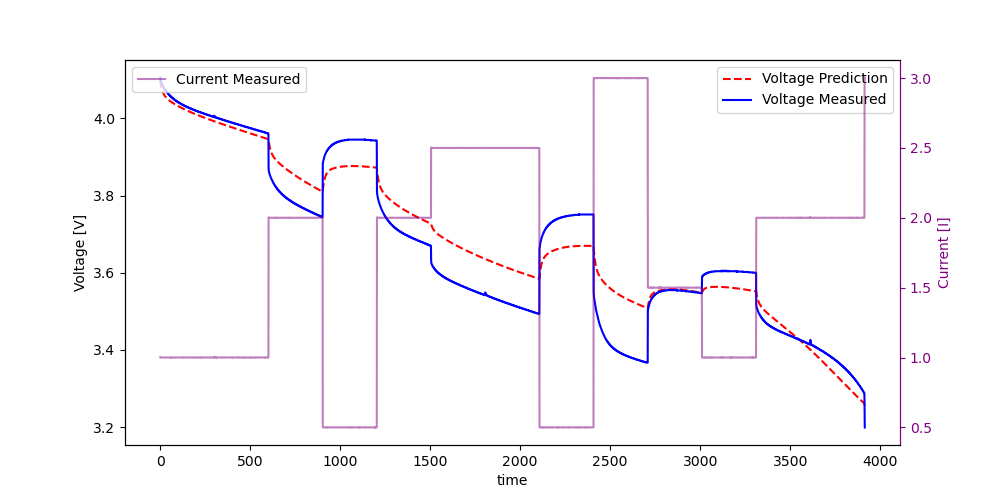 Current Measured
Voltage Prediction
Voltage Measured
4.0
3.8
3.6
3.4
3.2
Voltage [V]
3.0
2.5
2.0
1.5
1.0
0.5
Current [I]
0 500 1000 1500 2000 2500 3000 3500 4000
time